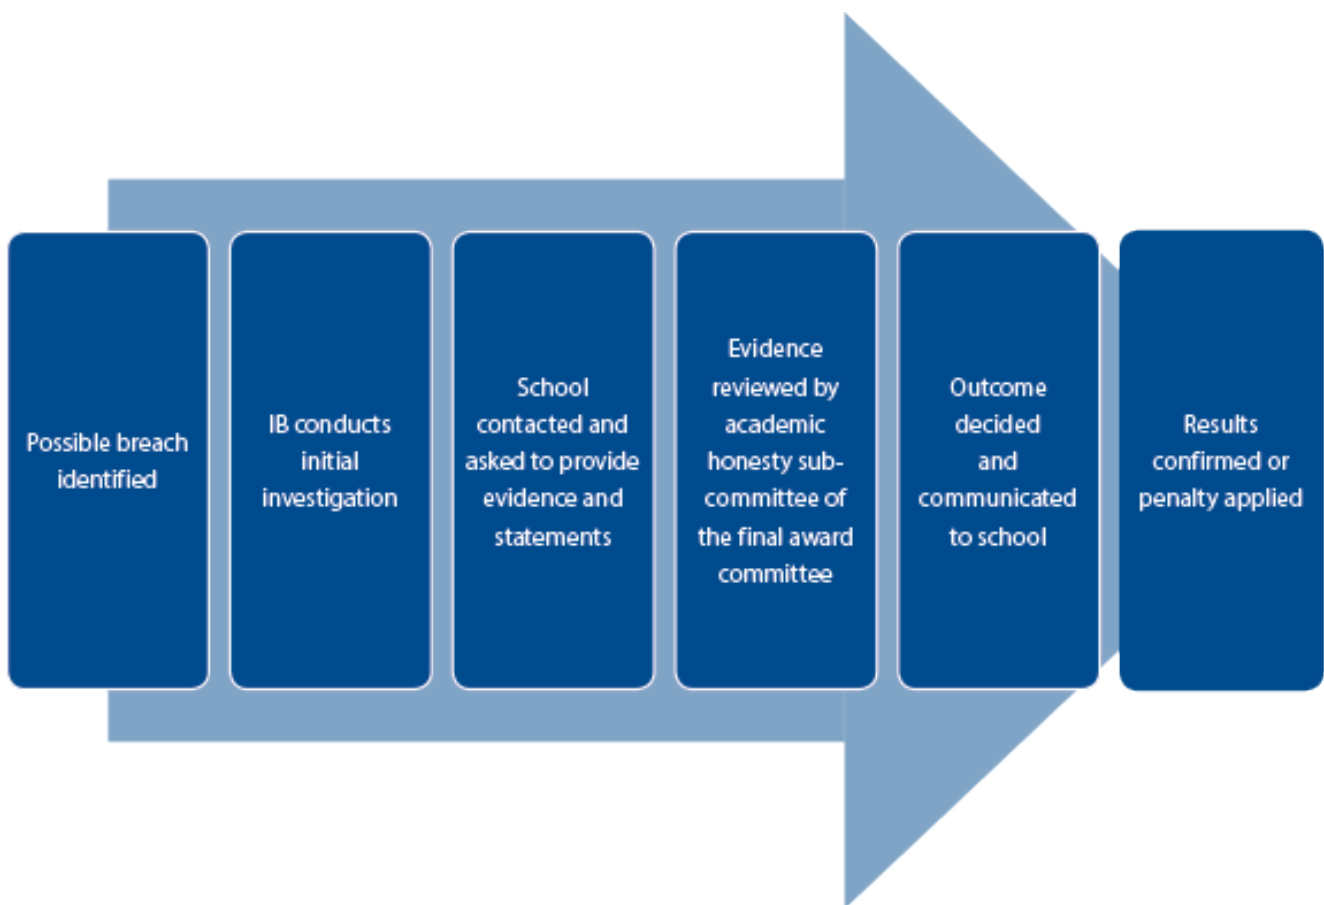 Possible breach
identified
IB conducts
initial
investigation
School
contacted and
asked to provide
evidence and
statements
Evidence
reviewed by
academic
honesty sub-
committee of
the final award
committee
Outcome
decided
and
communicated
to school
Results
confirmed or
penalty applied